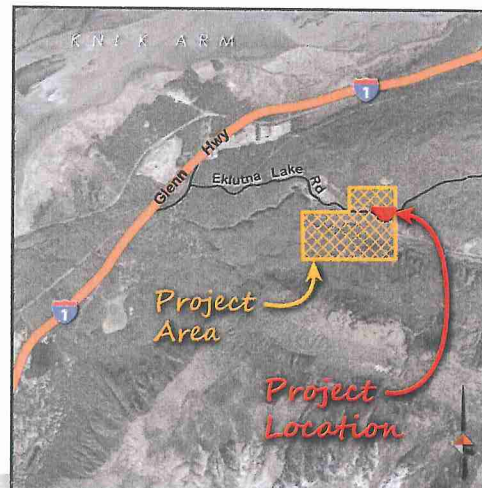 KNIK ARM
1
Glenn Hwy
Eklutna Lake Rd
Project
Area
Project
Location
1